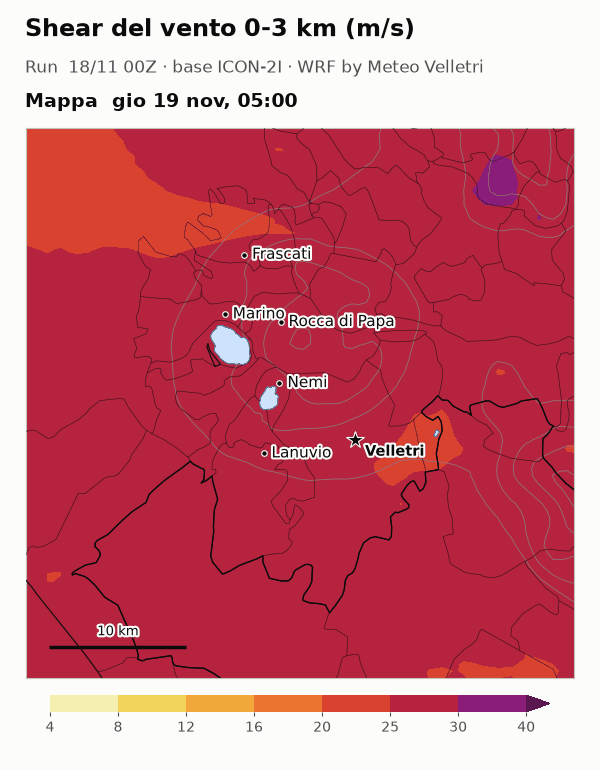 Shear del vento 0-3 km (m/s)
Run  18/11 00Z · base ICON-2I · WRF by Meteo Velletri
Mappa  gio 19 nov, 05:00
Frascati
Marino
Rocca di Papa
Nemi
Velletri
Lanuvio
10 km
4 8 12 16 20 25 30 40